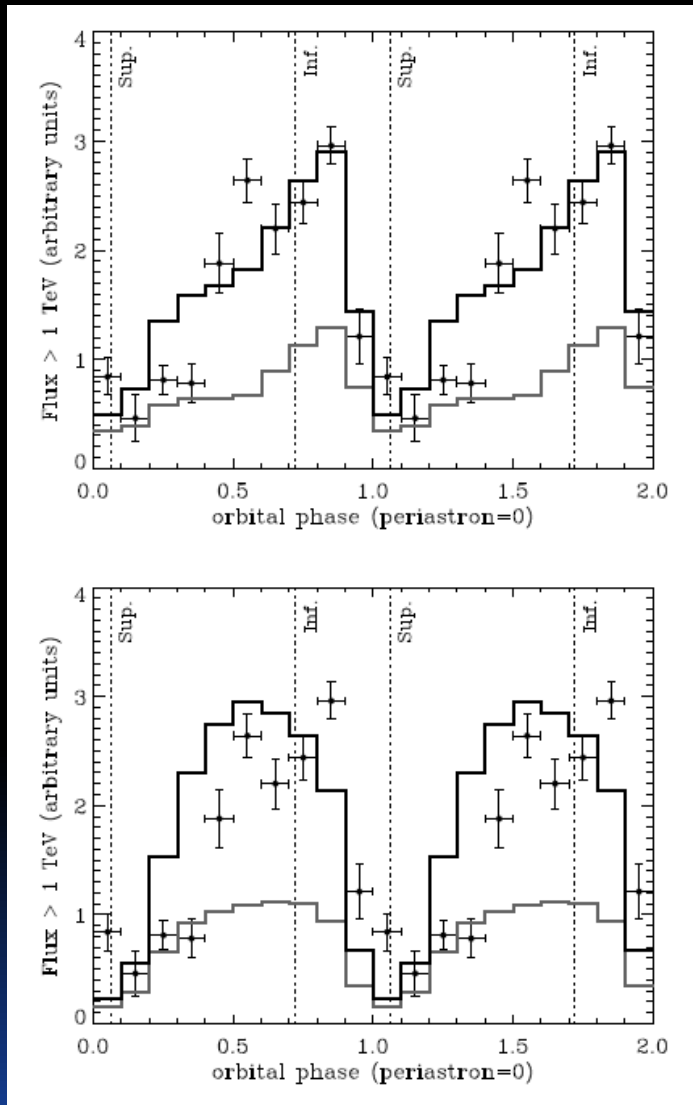 4
3
2
1
0
Flux > 1 TeV (arbitrary units)
Sup.
Inf.
Sup.
Inf.
0.0 0.5 1.0 1.5 2.0
orbital phase (periastron=0)
4
3
2
1
0
Flux > 1 TeV (arbitrary units)
Sup.
Inf.
Sup.
Inf.
0.0 0.5 1.0 1.5 2.0
orbital phase (periastron=0)